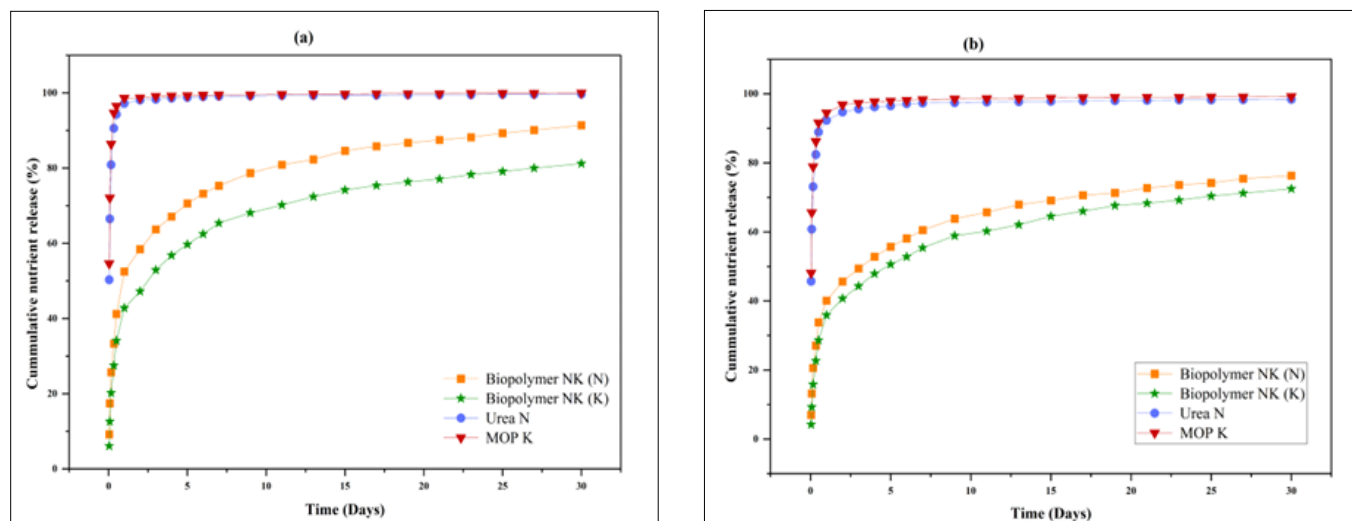 (a)
Cummulative nutrient release (%)
100
80
60
40
20
0
0 5 10 15 20 25 30
Time (Days)
Biopolymer NK (N)
Biopolymer NK (K)
Urea N
MOP K
(b)
Cummulative nutrient release (%)
100
80
60
40
20
0
0 5 10 15 20 25 30
Time (Days)
Biopolymer NK (N)
Biopolymer NK (K)
Urea N
MOP K